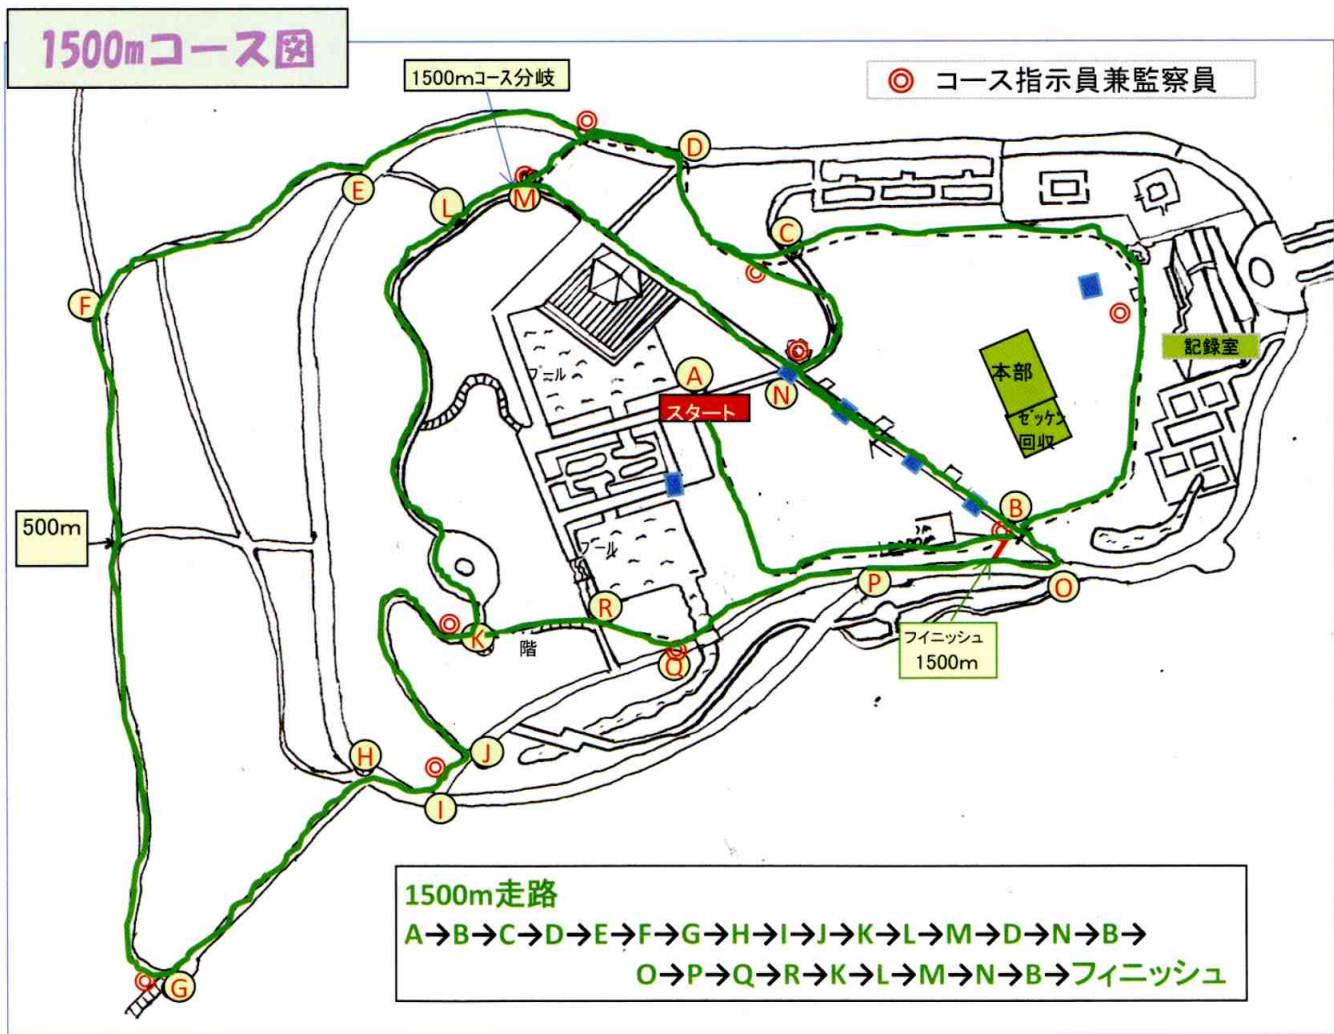 1500mコース図
1500mコース分岐
コース指示員兼監察員
D
E
L
M
C
F
プール
A
スタート
N
本部
ゼッケン
回収
記録室
500m
B
プール
P
O
R
K
階
Q
フイニッシュ
1500m
H
J
I
G
1500m走路
A→B→C→D→E→F→G→H→I→J→K→L→M→D→N→B→
O→P→Q→R→K→L→M→N→B→フィニッシュ